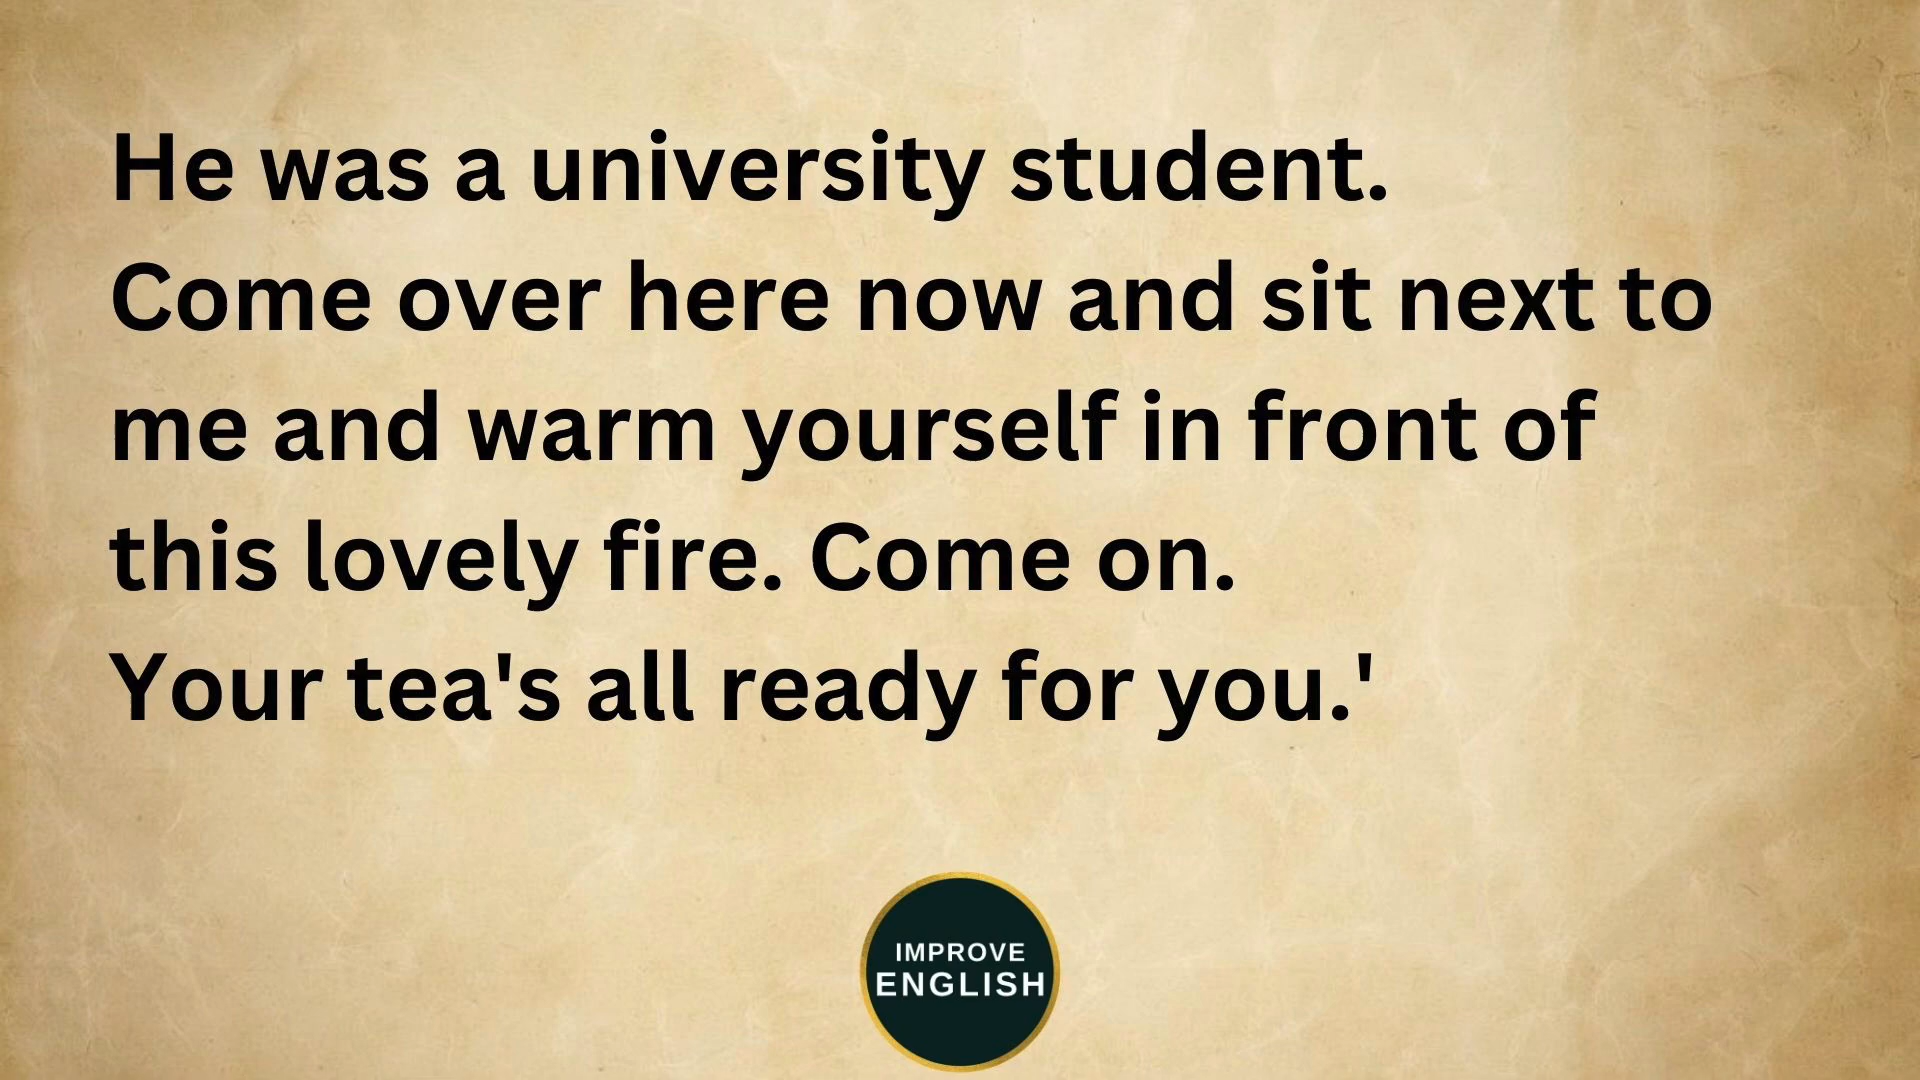 He was a university student.
Come over here now and sit next to
me and warm yourself in front of
this lovely fire. Come on.
Your tea's all ready for you.'
IMPROVE
ENGLISH